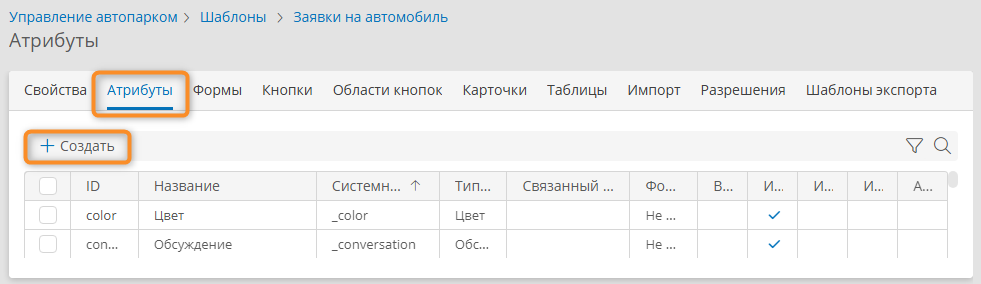 Управление автопарком > Шаблоны > Заявки на автомобиль
Атрибуты
Свойства Атрибуты Формы Кнопки Области кнопок Карточки Таблицы Импорт Разрешения Шаблоны экспорта
+ Создать
ID Название Системн... ↑ Тип... Связанный ... Фо... В... И... И... И... А...
color Цвет _color Цвет Не ...
con... Обсуждение _conversation Обс... Не ...